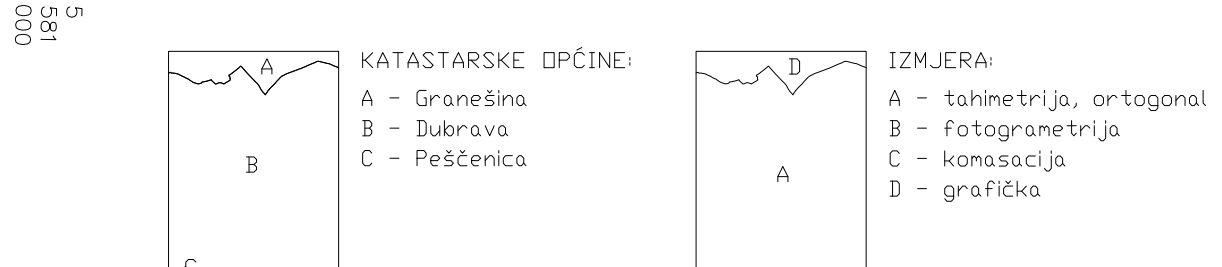 5
581
000
A
B
C
KATASTARSKE OPĆINE:
A - Granešina
B - Dubrava
C - Peščenica
D
A
IZMJERA:
A - tahimetrija, ortogonal
B - fotogrametrija
C - komasacija
D - grafička